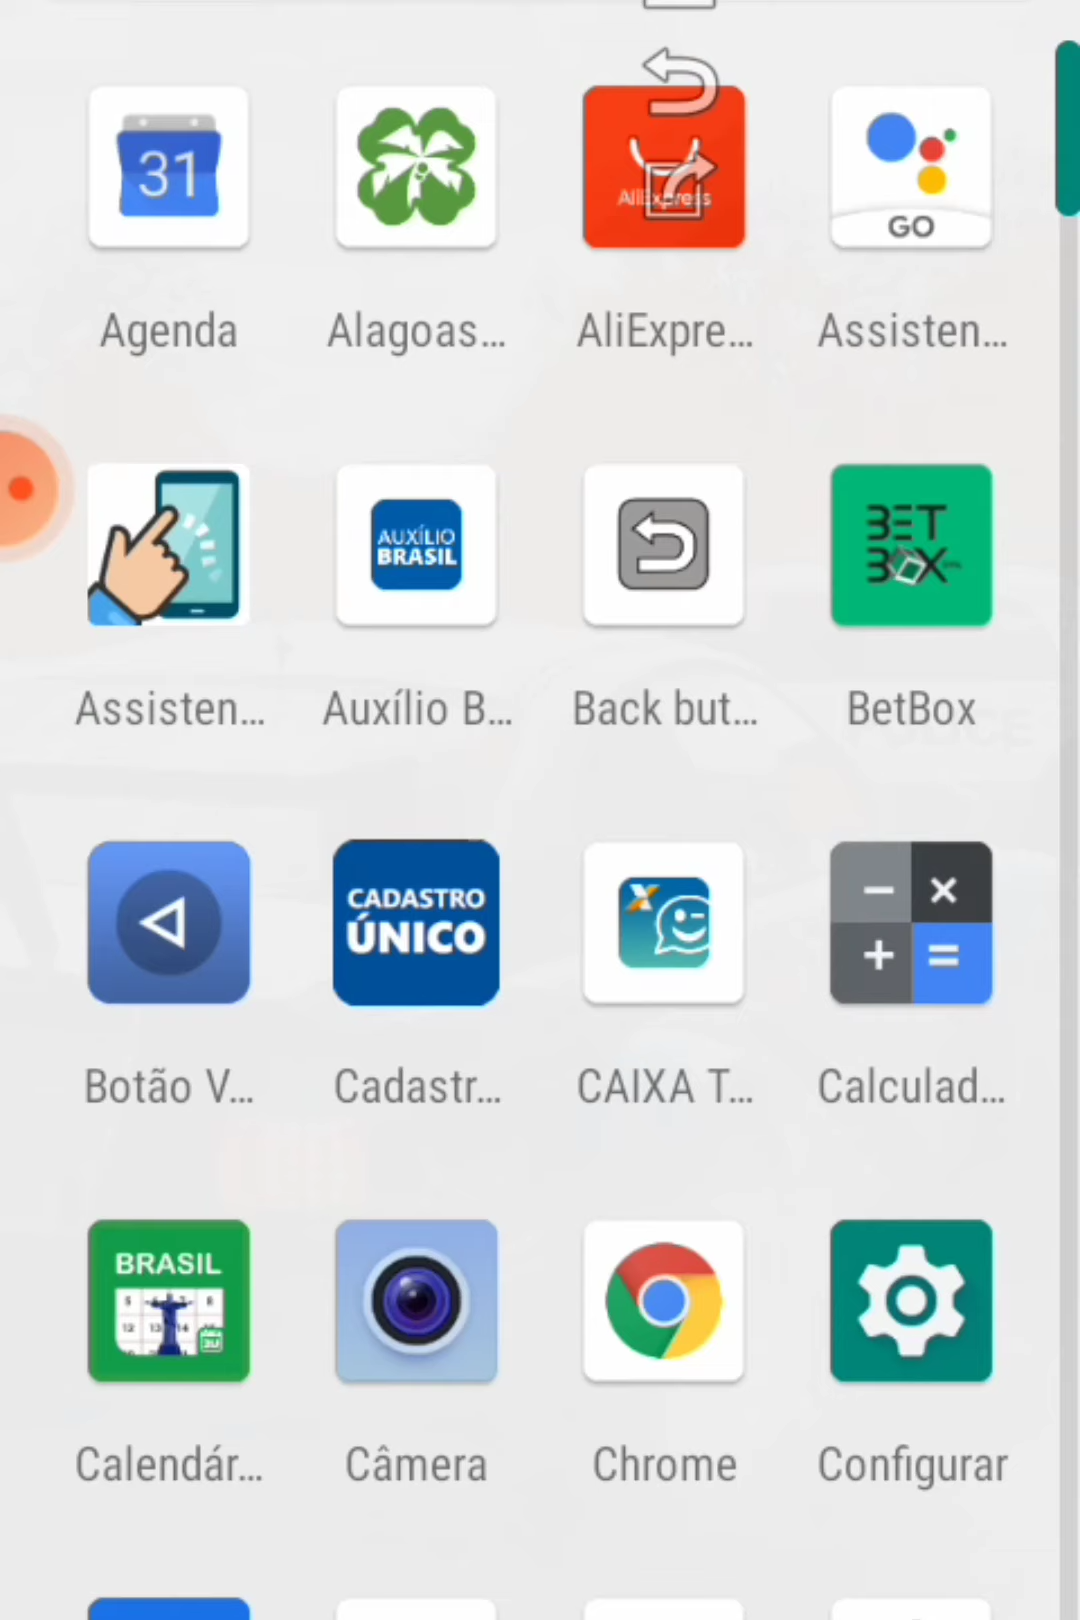 31
AliExpress
GO
Agenda
Alagoas...
AliExpre...
Assisten...
AUXÍLIO
BRASIL
BET
BOX
Assisten...
Auxílio B...
Back but...
BetBox
CADASTRO
ÚNICO
X
Botão V...
Cadastr...
CAIXA T...
Calculad...
BRASIL
Calendár...
Câmera
Chrome
Configurar